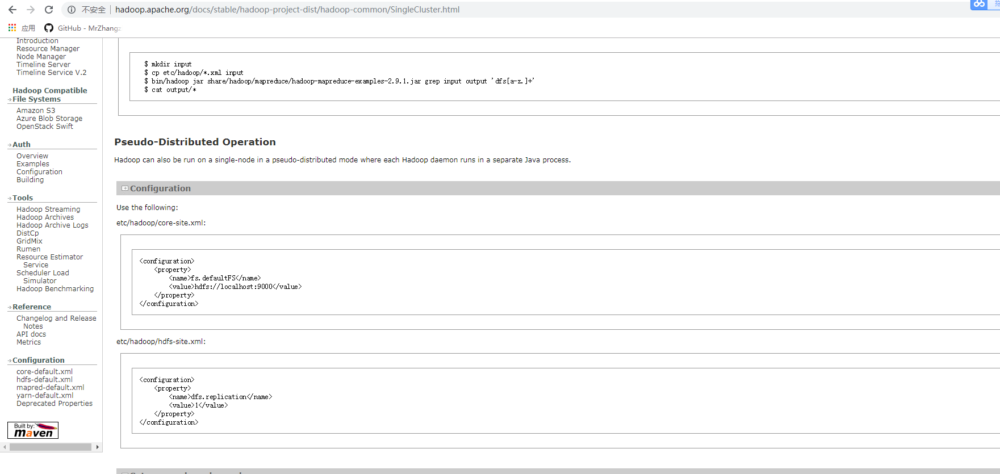 不安全 | hadoop.apache.org/docs/stable/hadoop-project-dist/hadoop-common/SingleCluster.html
应用 GitHub - MrZhangz
Introduction
Resource Manager
Node Manager
Timeline Server
Timeline Service V.2
Hadoop Compatible
File Systems
Amazon S3
Azure Blob Storage
OpenStack Swift
Auth
Overview
Examples
Configuration
Building
Tools
Hadoop Streaming
Hadoop Archives
Hadoop Archive Logs
DistCp
GridMix
Rumen
Resource Estimator
Service
Scheduler Load
Simulator
Hadoop Benchmarking
Reference
Changelog and Release
Notes
API docs
Metrics
Configuration
core-default.xml
hdfs-default.xml
mapred-default.xml
yarn-default.xml
Deprecated Properties
Built by:
maven
$ mkdir input
$ cp etc/hadoop/*.xml input
$ bin/hadoop jar share/hadoop/mapreduce/hadoop-mapreduce-examples-2.9.1.jar grep input output 'dfs[a-z.]+'
$ cat output/*
Pseudo-Distributed Operation
Hadoop can also be run on a single-node in a pseudo-distributed mode where each Hadoop daemon runs in a separate Java process.
Configuration
Use the following:
etc/hadoop/core-site.xml:
<configuration>
<property>
<name>fs.defaultFS</name>
<value>hdfs://localhost:9000</value>
</property>
</configuration>
etc/hadoop/hdfs-site.xml:
<configuration>
<property>
<name>dfs.replication</name>
<value>1</value>
</property>
</configuration>